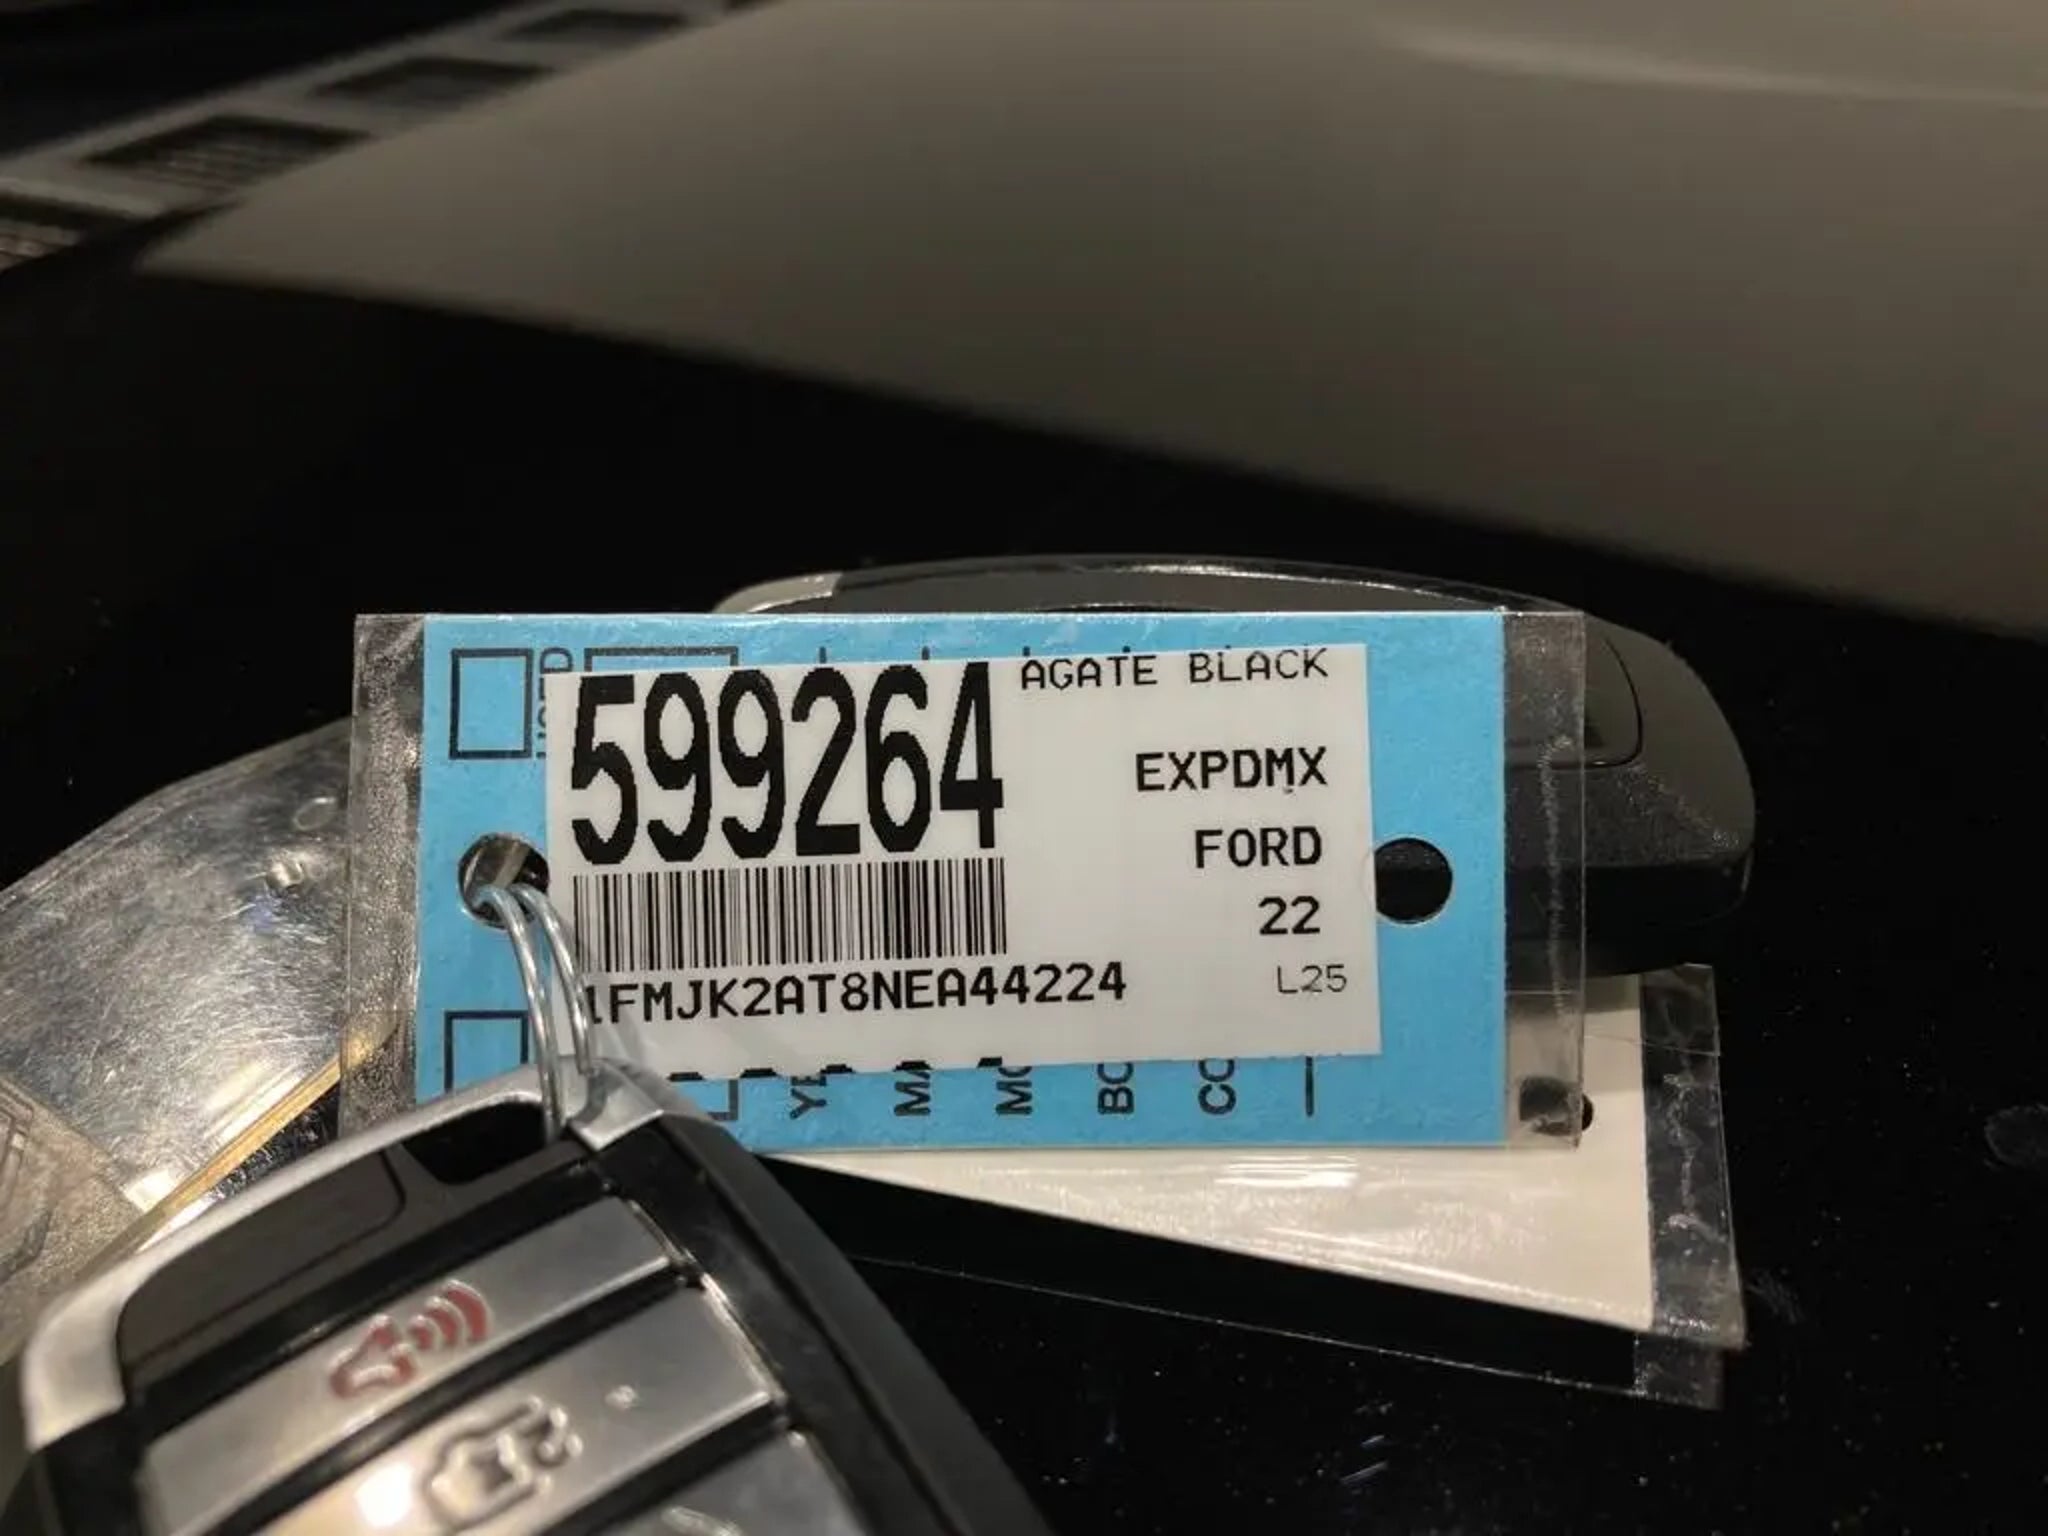 599264
AGATE BLACK
EXPDMX
FORD
22
1FMJK2AT8NEA44224
L25